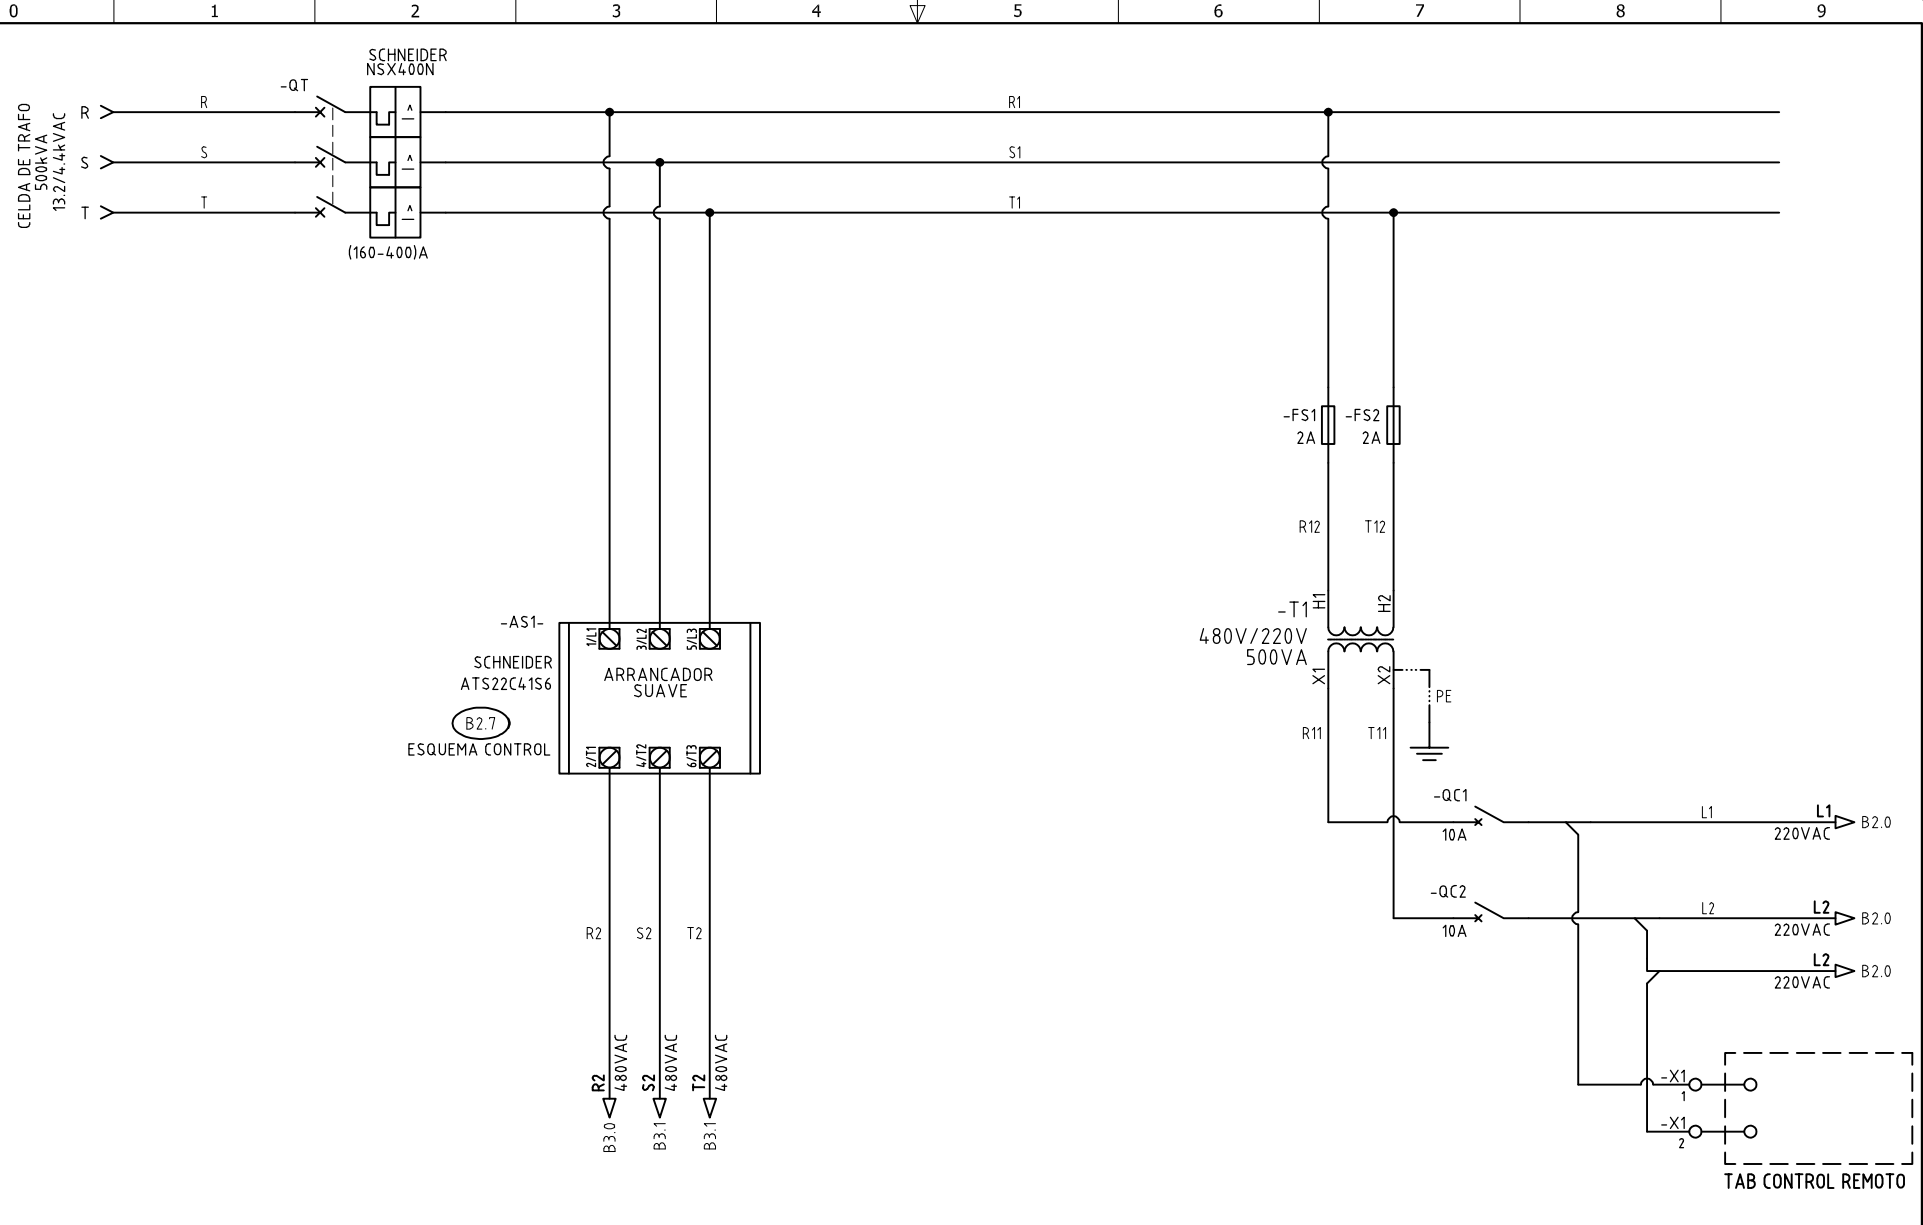 0 1 2 3 4 5 6 7 8 9
SCHNEIDER
NSX400N
-QT
CELDA DE TRAFO
500kVA
13.2/4.4kVAC
R R R1
S S S1
T T T1
(160-400)A
-FS1 -FS2
2A 2A
R12 T12
H1 H2
-T1
480V/220V
500VA
X1 X2
PE
R11 T11
-AS1-
1/L1 3/L2 5/L3
SCHNEIDER
ATS22C41S6
ARRANCADOR
SUAVE
B2.7
ESQUEMA CONTROL
2/T1 4/T2 6/T3
-QC1
10A
L1 L1
220VAC
B2.0
-QC2
10A
L2 L2
220VAC
B2.0
L2
220VAC
B2.0
R2 S2 T2
R2 480VAC
S2 480VAC
T2 480VAC
B3.0 B3.1 B3.1
-X1
1
-X1
2
TAB CONTROL REMOTO